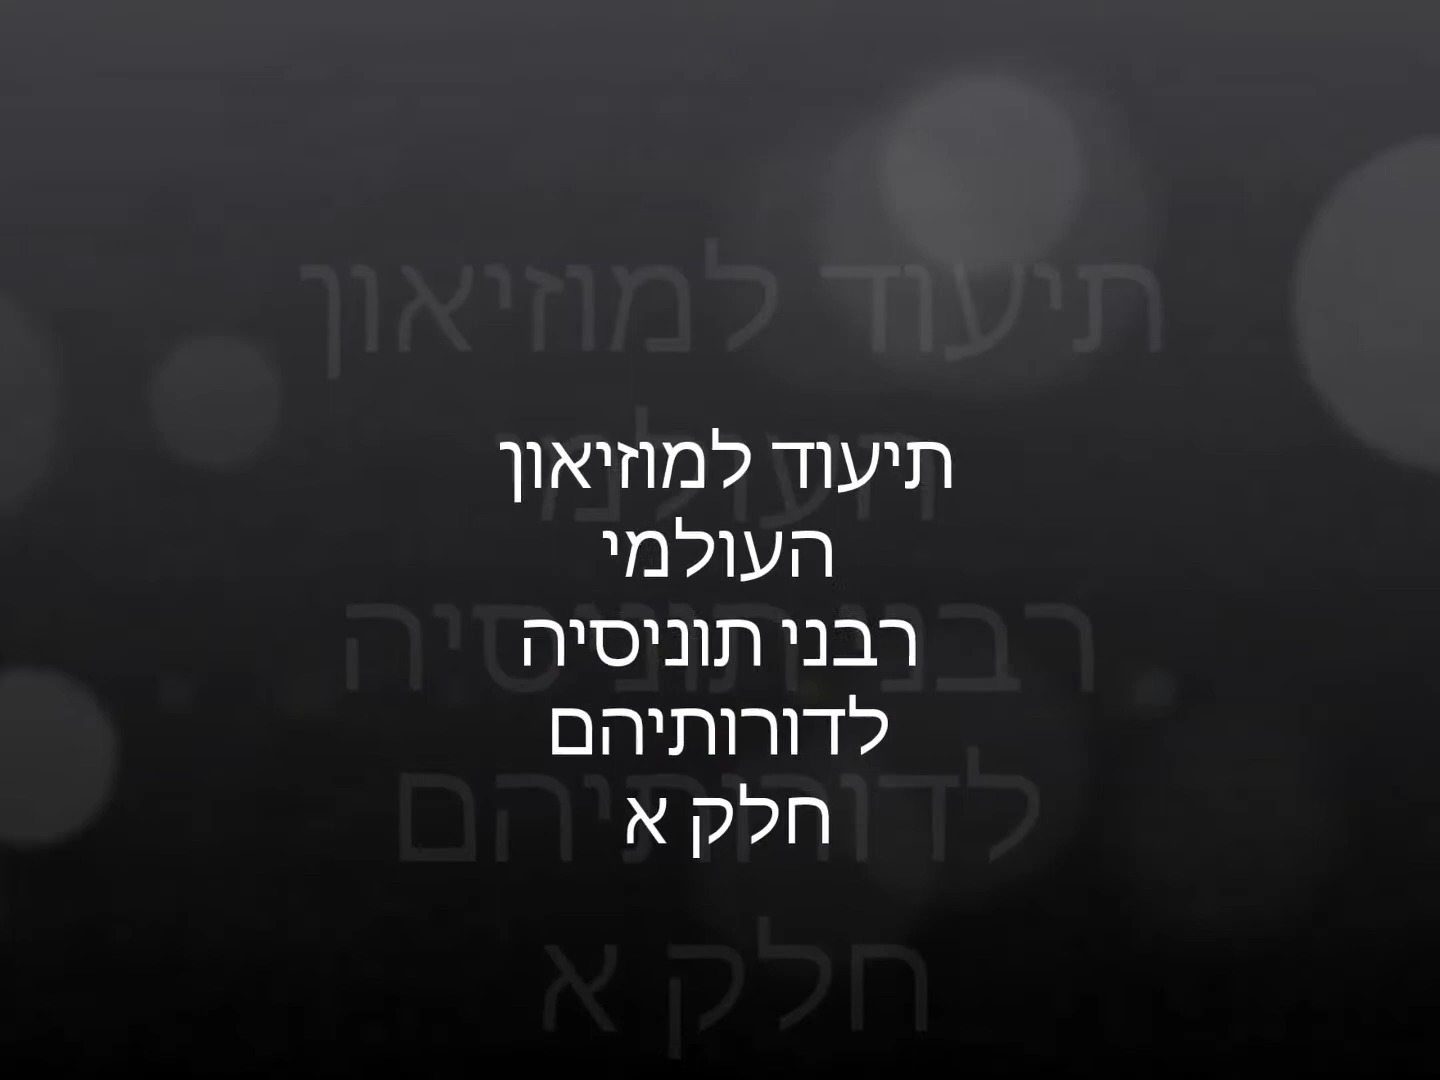 תיעוד למוזיאון
העולמי
רבני תוניסיה
לדורותיהם
חלק א